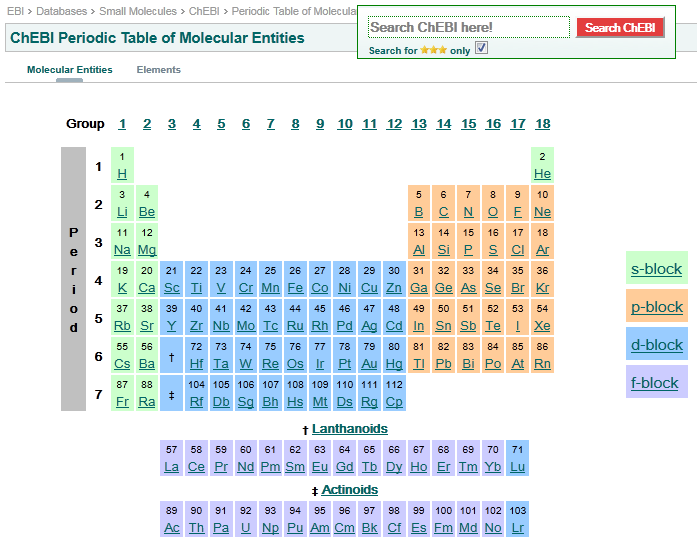 EBI > Databases > Small Molecules > ChEBI > Periodic Table of Molecula
Search ChEBI here! Search ChEBI
Search for only
ChEBI Periodic Table of Molecular Entities
Molecular Entities Elements
Group 1 2 3 4 5 6 7 8 9 10 11 12 13 14 15 16 17 18
Period
1 2
1 H He
3 4 5 6 7 8 9 10
2 Li Be B C N O F Ne
11 12 13 14 15 16 17 18
3 Na Mg Al Si P S Cl Ar
19 20 21 22 23 24 25 26 27 28 29 30 31 32 33 34 35 36
4 K Ca Sc Ti V Cr Mn Fe Co Ni Cu Zn Ga Ge As Se Br Kr
37 38 39 40 41 42 43 44 45 46 47 48 49 50 51 52 53 54
5 Rb Sr Y Zr Nb Mo Tc Ru Rh Pd Ag Cd In Sn Sb Te I Xe
55 56 72 73 74 75 76 77 78 79 80 81 82 83 84 85 86
6 Cs Ba † Hf Ta W Re Os Ir Pt Au Hg Tl Pb Bi Po At Rn
87 88 104 105 106 107 108 109 110 111 112
7 Fr Ra ‡ Rf Db Sg Bh Hs Mt Ds Rg Cp
s-block
p-block
d-block
f-block
† Lanthanoids
57 58 59 60 61 62 63 64 65 66 67 68 69 70 71
La Ce Pr Nd Pm Sm Eu Gd Tb Dy Ho Er Tm Yb Lu
‡ Actinoids
89 90 91 92 93 94 95 96 97 98 99 100 101 102 103
Ac Th Pa U Np Pu Am Cm Bk Cf Es Fm Md No Lr